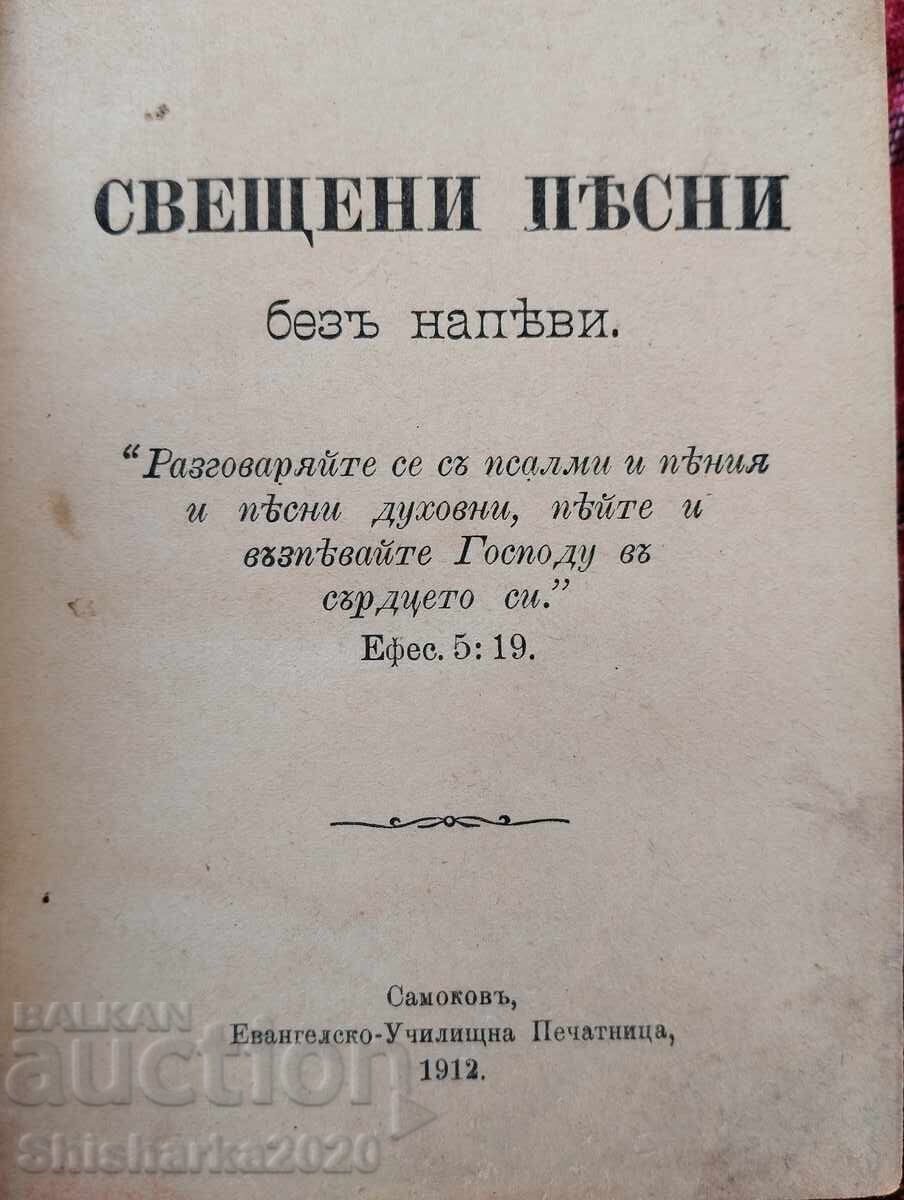 СВЕЩЕНИ ПѢСНИ
безъ напѣви.
“Разговаряйте се съ псалми и пѣния
и пѣсни духовни, пѣйте и
възпѣвайте Господу въ
сърдцето си.”
Ефес. 5: 19.
Самоковъ,
Евангелско-Училищна Печатница,
1912.
BALKAN
auction
Shisharka2020